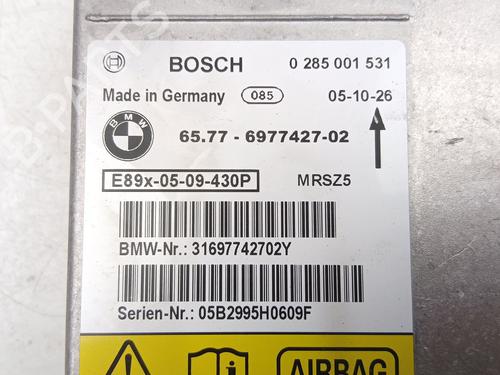 BOSCH 0 285 001 531
Made in Germany 085 05-10-26
BMW
65.77 - 6977427-02
E89x-05-09-430P MRSZ5
BMW-Nr.: 31697742702Y
Serien-Nr.: 05B2995H0609F
AIRBAG